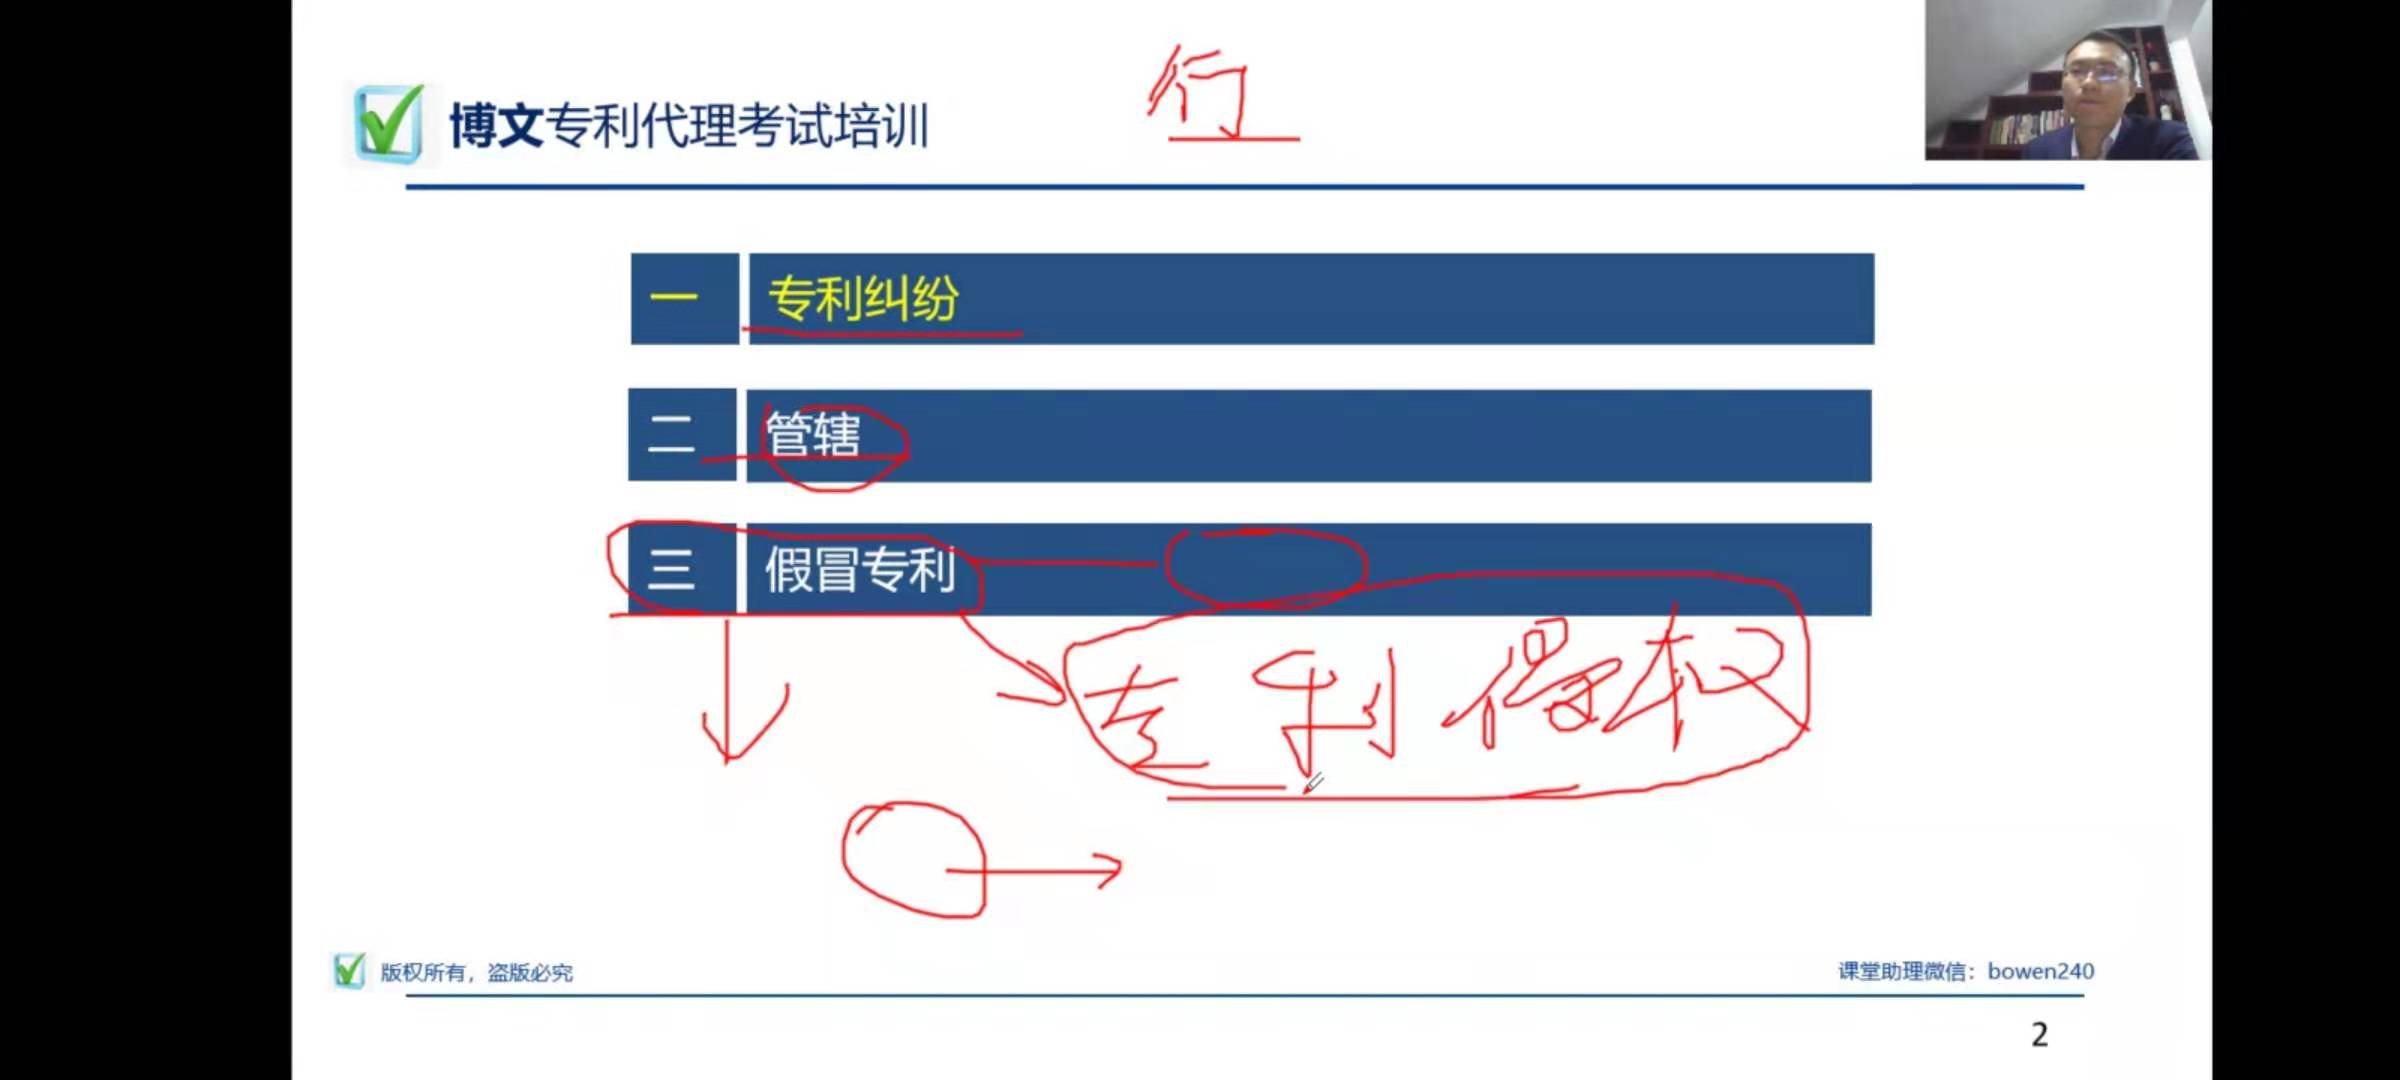 行
博文专利代理考试培训
一 专利纠纷
二 管辖
三 假冒专利
专利侵权
版权所有，盗版必究
课堂助理微信：bowen240
2